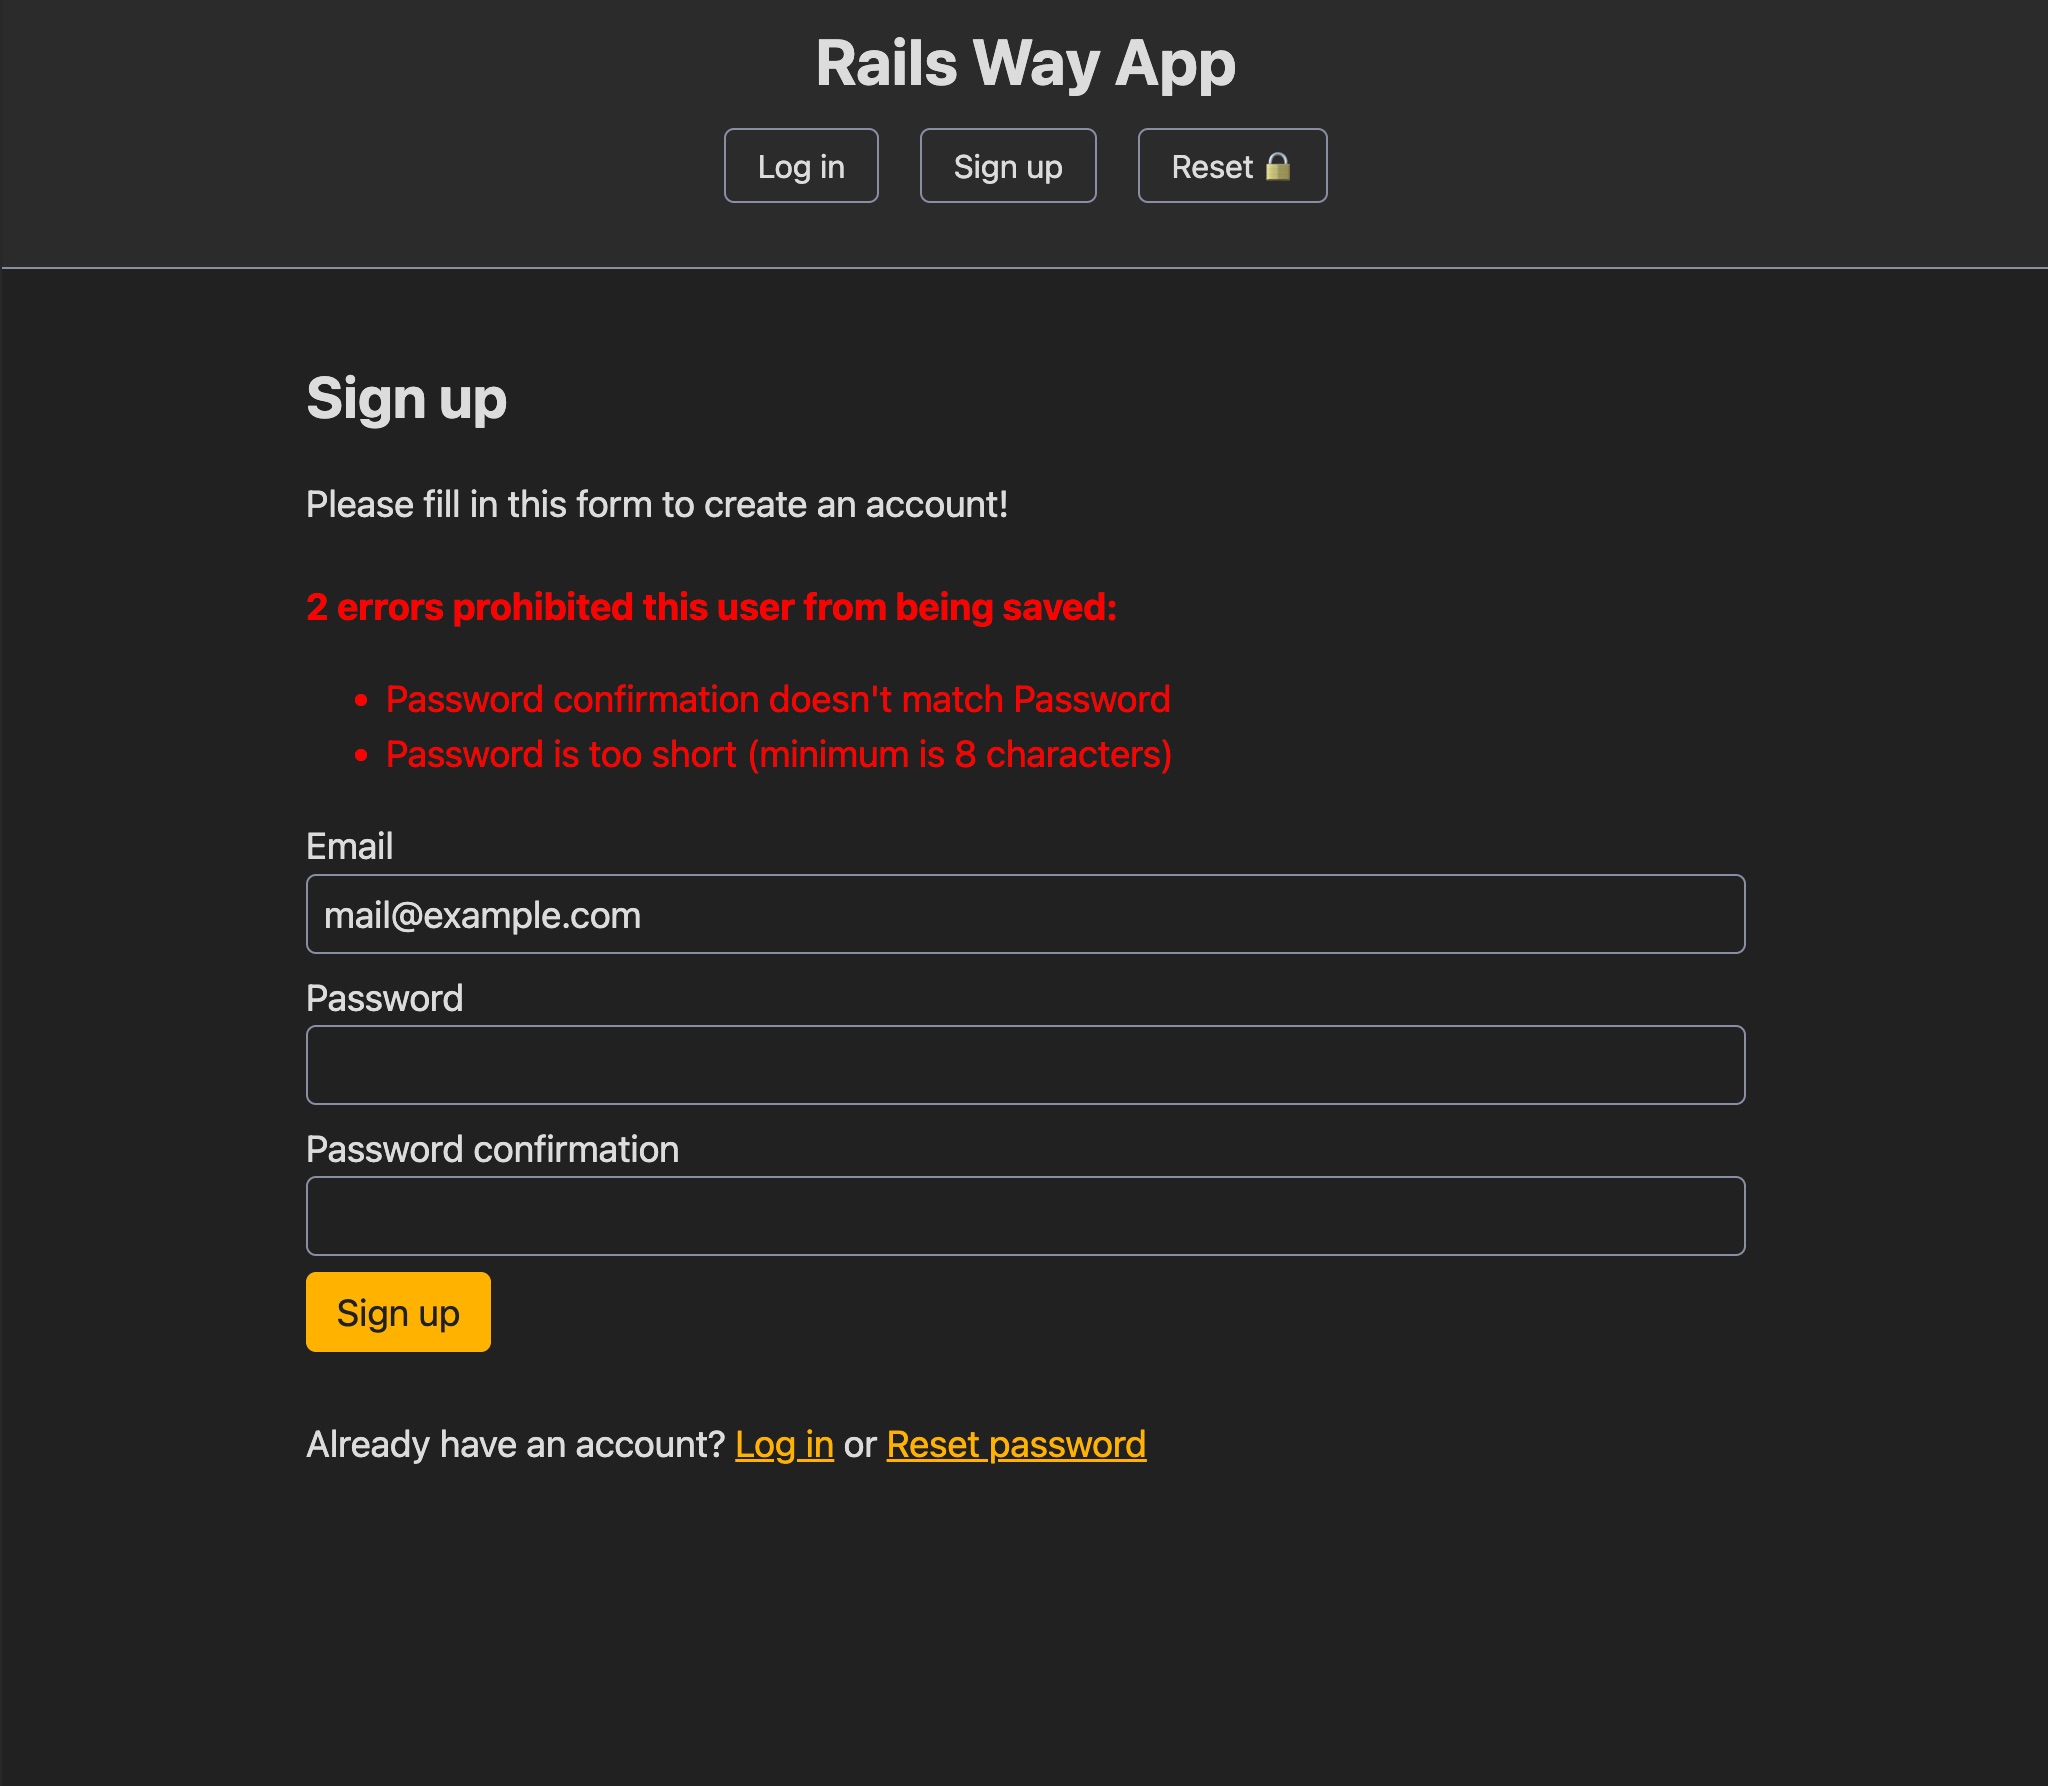 Rails Way App
Log in
Sign up
Reset 🔒
Sign up
Please fill in this form to create an account!
2 errors prohibited this user from being saved:
• Password confirmation doesn't match Password
• Password is too short (minimum is 8 characters)
Email
mail@example.com
Password
Password confirmation
Sign up
Already have an account? Log in or Reset password